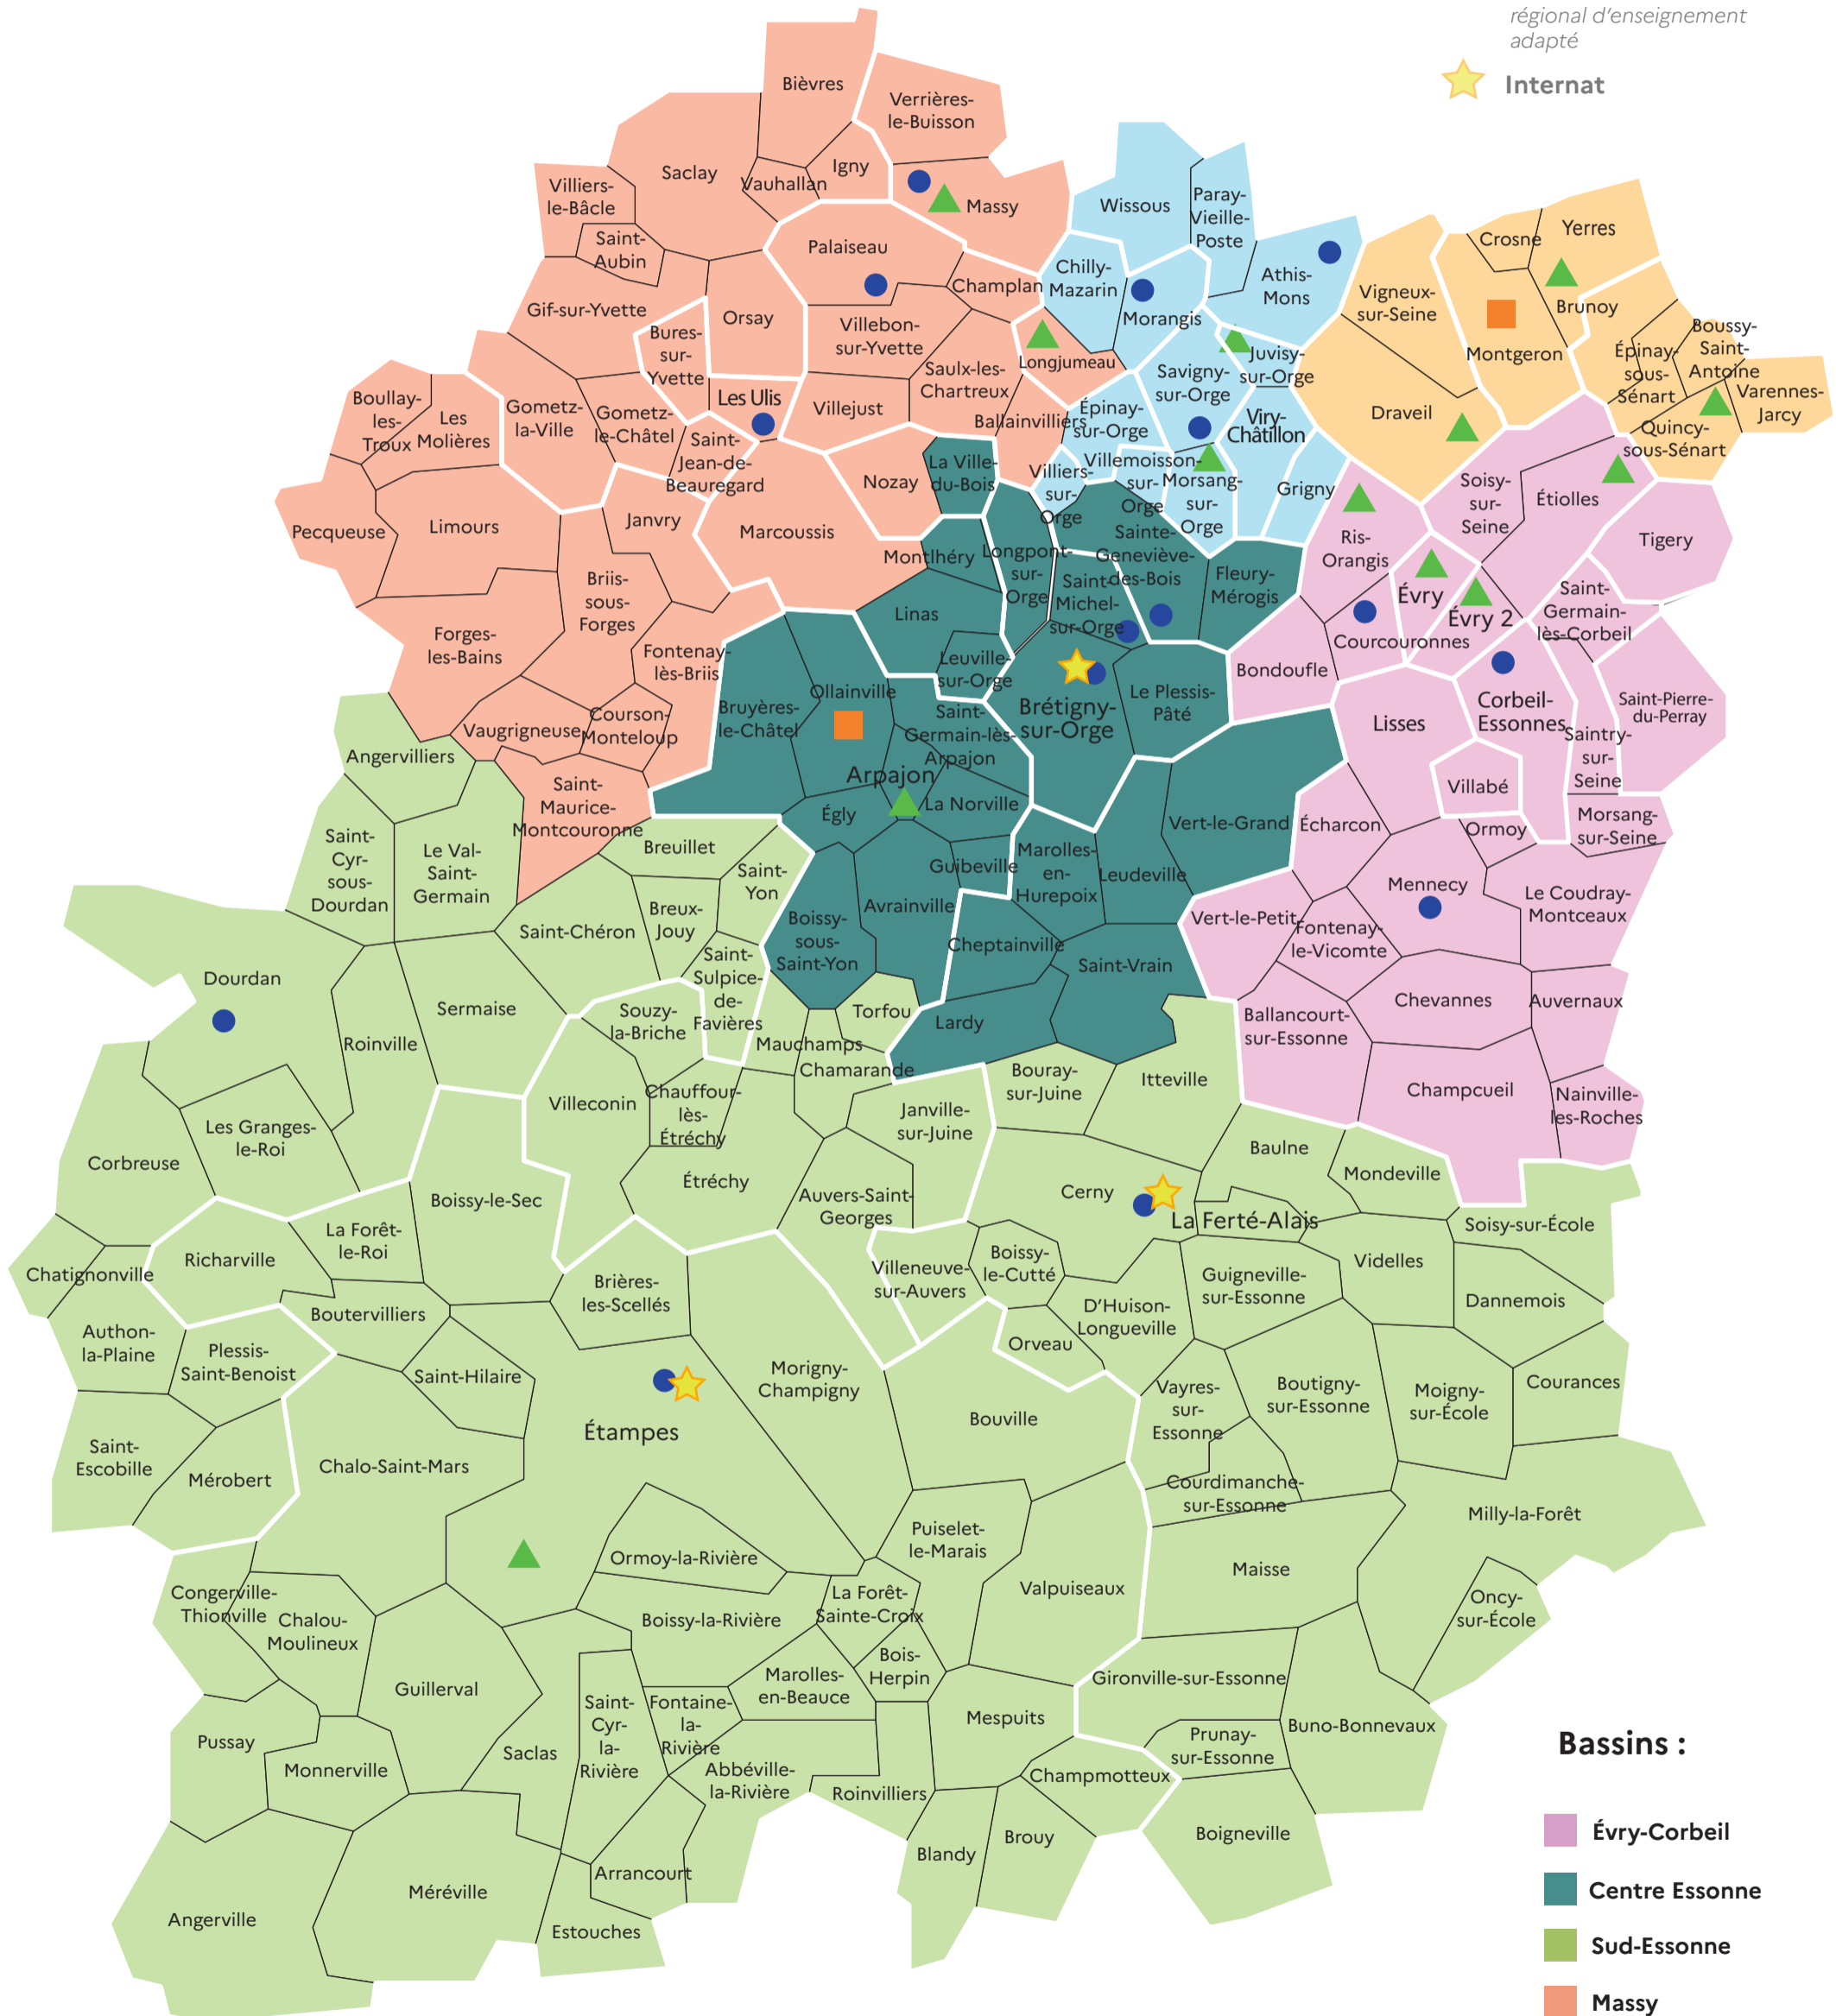 régional d'enseignement
adapté
Internat
Bièvres
Verrières-
le-Buisson
Saclay
Igny
Vauhallan
Villiers-
le-Bâcle
Massy
Wissous
Paray-
Vieille-
Poste
Saint-
Aubin
Palaiseau
Crosne
Yerres
Chilly-
Mazarin
Athis-
Mons
Champlan
Vigneux-
sur-Seine
Gif-sur-Yvette
Orsay
Morangis
Brunoy
Bures-
sur-
Yvette
Villebon-
sur-Yvette
Longjumeau
Juvisy-
sur-Orge
Montgeron
Boussy-
Saint-
Antoine
Épinay-
sous-
Sénart
Saulx-les-
Chartreux
Savigny-
sur-Orge
Varennes-
Jarcy
Boullay-
les-
Troux
Les
Molières
Gometz-
la-Ville
Gometz-
le-Châtel
Les Ulis
Villejust
Ballainvilliers
Épinay-
sur-Orge
Viry-
Châtillon
Draveil
Quincy-
sous-Sénart
Saint-
Jean-de-
Beauregard
Nozay
La Ville-
du-Bois
Villiers-
sur-
Orge
Villemoisson-
sur-
Orge
Morsang-
sur-
Orge
Grigny
Soisy-
sur-
Seine
Étiolles
Pecqueuse
Limours
Janvry
Marcoussis
Montlhéry
Longpont-
sur-
Orge
Sainte-
Geneviève-
des-Bois
Ris-
Orangis
Tigery
Briis-
sous-
Forges
Linas
Saint-
Michel-
sur-Orge
Fleury-
Mérogis
Évry
Évry 2
Saint-
Germain-
lès-Corbeil
Forges-
les-Bains
Fontenay-
lès-Briis
Leuville-
sur-Orge
Courcouronnes
Bondoufle
Ollainville
Bruyères-
le-Châtel
Brétigny-
sur-Orge
Le Plessis-
Pâté
Lisses
Corbeil-
Essonnes
Saint-Pierre-
du-Perray
Vaugrigneuse
Courson-
Monteloup
Saint-
Germain-lès-
Arpajon
Saintry-
sur-
Seine
Angervilliers
Arpajon
Villabé
Saint-
Maurice-
Montcouronne
Égly
La Norville
Vert-le-Grand
Écharcon
Ormoy
Morsang-
sur-Seine
Saint-
Cyr-
sous-
Dourdan
Le Val-
Saint-
Germain
Breuillet
Saint-
Yon
Guibeville
Marolles-
en-
Hurepoix
Leudeville
Mennecy
Le Coudray-
Montceaux
Saint-Chéron
Breux-
Jouy
Boissy-
sous-
Saint-Yon
Avrainville
Cheptainville
Vert-le-Petit
Fontenay-
le-Vicomte
Saint-Vrain
Dourdan
Sermaise
Saint-
Sulpice-
de-
Favières
Souzy-
la-Briche
Torfou
Lardy
Chevannes
Auvernaux
Roinville
Mauchamps
Ballancourt-
sur-Essonne
Chamarande
Bouray-
sur-Juine
Itteville
Champcueil
Villeconin
Chauffour-
lès-
Étréchy
Janville-
sur-Juine
Nainville-
les-Roches
Les Granges-
le-Roi
Corbreuse
Baulne
Mondeville
Boissy-le-Sec
Étréchy
Auvers-Saint-
Georges
Cerny
La Ferté-Alais
Soisy-sur-École
La Forêt-
le-Roi
Richarville
Chatignonville
Villeneuve-
sur-Auvers
Boissy-
le-Cutté
Videlles
Brières-
les-Scellés
Guigneville-
sur-Essonne
Dannemois
Boutervilliers
D'Huison-
Longueville
Authon-
la-Plaine
Plessis-
Saint-Benoist
Orveau
Saint-Hilaire
Morigny-
Champigny
Vayres-
sur-
Essonne
Boutigny-
sur-Essonne
Moigny-
sur-École
Courances
Étampes
Bouville
Saint-
Escobille
Mérobert
Chalo-Saint-Mars
Courdimanche-
sur-Essonne
Milly-la-Forêt
Puiselet-
le-Marais
Ormoy-la-Rivière
Maisse
Valpuiseaux
Congerville-
Thionville
Chalou-
Moulineux
La Forêt-
Sainte-Croix
Oncy-
sur-École
Boissy-la-Rivière
Guillerval
Marolles-
en-Beauce
Bois-
Herpin
Gironville-sur-Essonne
Saint-
Cyr-
la-
Rivière
Fontaine-
la-
Rivière
Mespuits
Buno-Bonnevaux
Pussay
Saclas
Prunay-
sur-Essonne
Monnerville
Abbéville-
la-Rivière
Roinvilliers
Champmotteux
Brouy
Boigneville
Blandy
Arrancourt
Méréville
Angerville
Estouches
Bassins :
Évry-Corbeil
Centre Essonne
Sud-Essonne
Massy